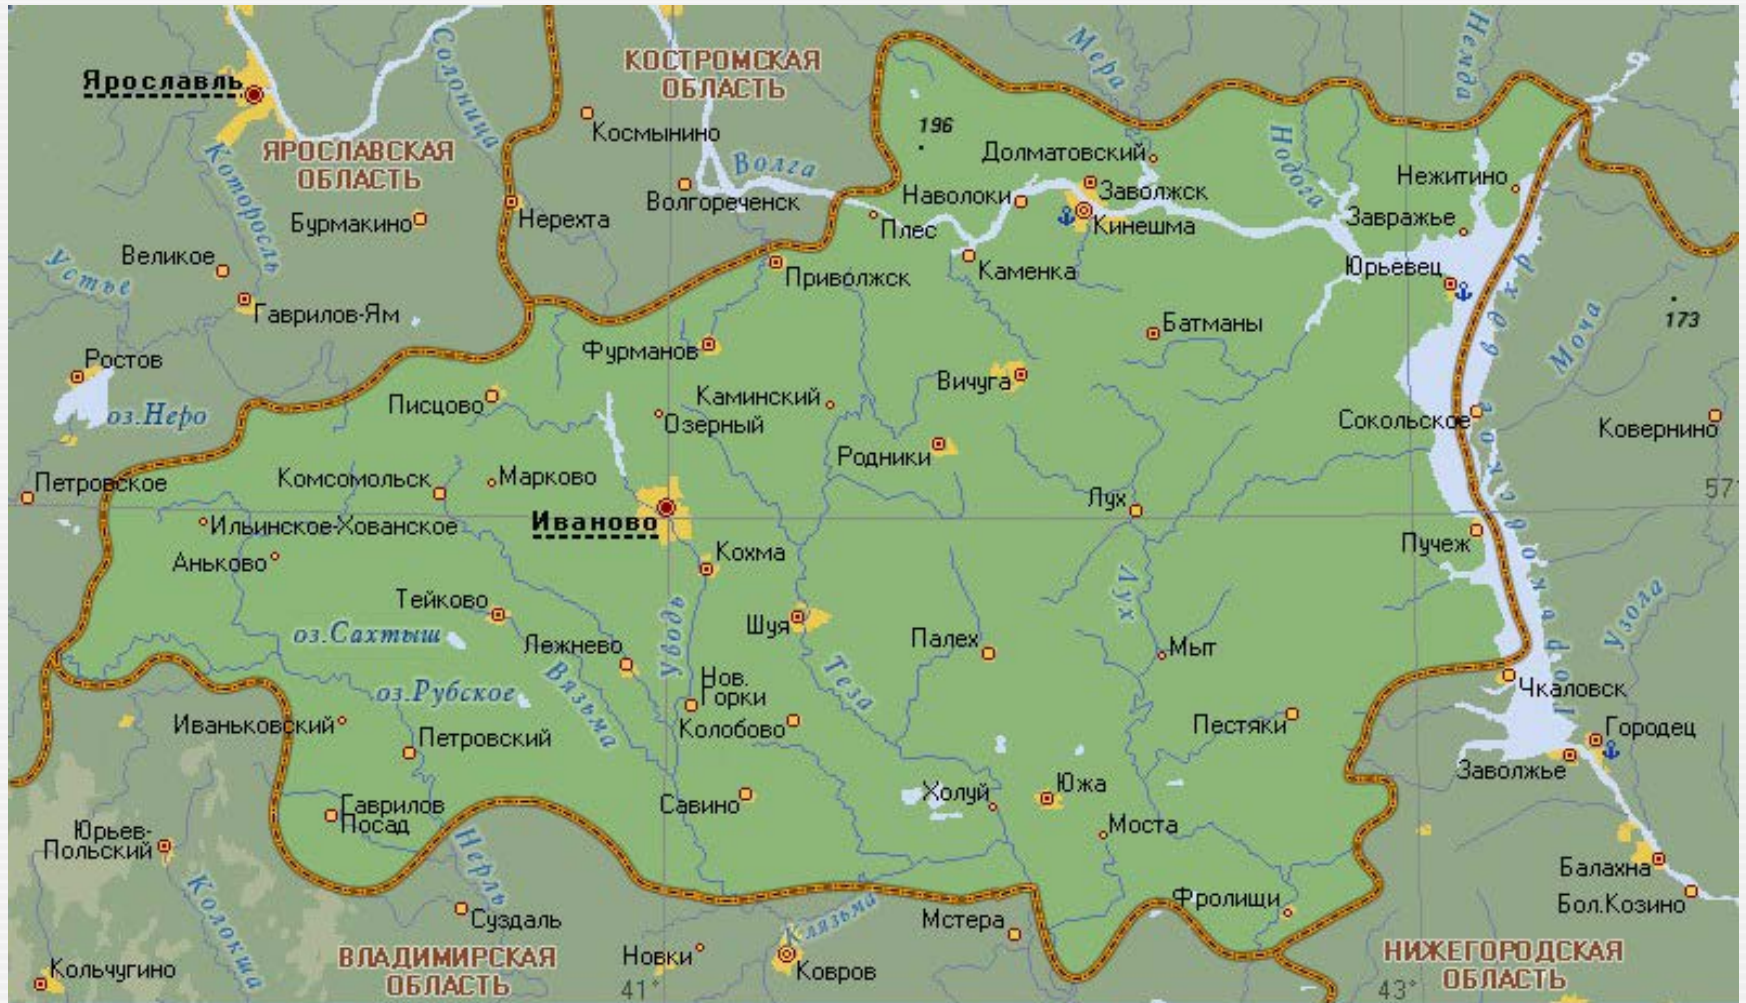 Ярославль
КОСТРОМСКАЯ
ОБЛАСТЬ
Солоница
Мера
Нодога
Немда
Космынино
196
ЯРОСЛАВСКАЯ
ОБЛАСТЬ
Которосль
Волга
Долматовский
Нежитино
Волгореченск
Наволоки
Заволжск
Бурмакино
Нерехта
Плес
Кинешма
Завражье
Великое
Устье
Приволжск
Каменка
Юрьевец
Гаврилов-Ям
Батманы
Моча
173
Ростов
Фурманов
Вичуга
оз.Неро
Писцово
Каминский
Озерный
Сокольское
Ковернино
Родники
Петровское
Комсомольск
Марково
Лух
57°
Ильинское-Хованское
Иваново
Пучеж
Аньково
Кохма
Тейково
Уводь
Лух
Узола
оз.Сахтыш
Шуя
Палех
Мыт
Лежнево
Вязьма
Теза
Горьковское вдхр.
оз.Рубское
Нов.
Горки
Чкаловск
Иваньковский
Петровский
Колобово
Пестяки
Городец
Заволжье
Гаврилов
Посад
Савино
Холуй
Южа
Юрьев-
Польский
Нерль
Моста
Балахна
Колокша
Суздаль
Мстера
Фролищи
Бол.Козино
Клязьма
Кольчугино
ВЛАДИМИРСКАЯ
ОБЛАСТЬ
Новки
Ковров
НИЖЕГОРОДСКАЯ
ОБЛАСТЬ
41°
43°